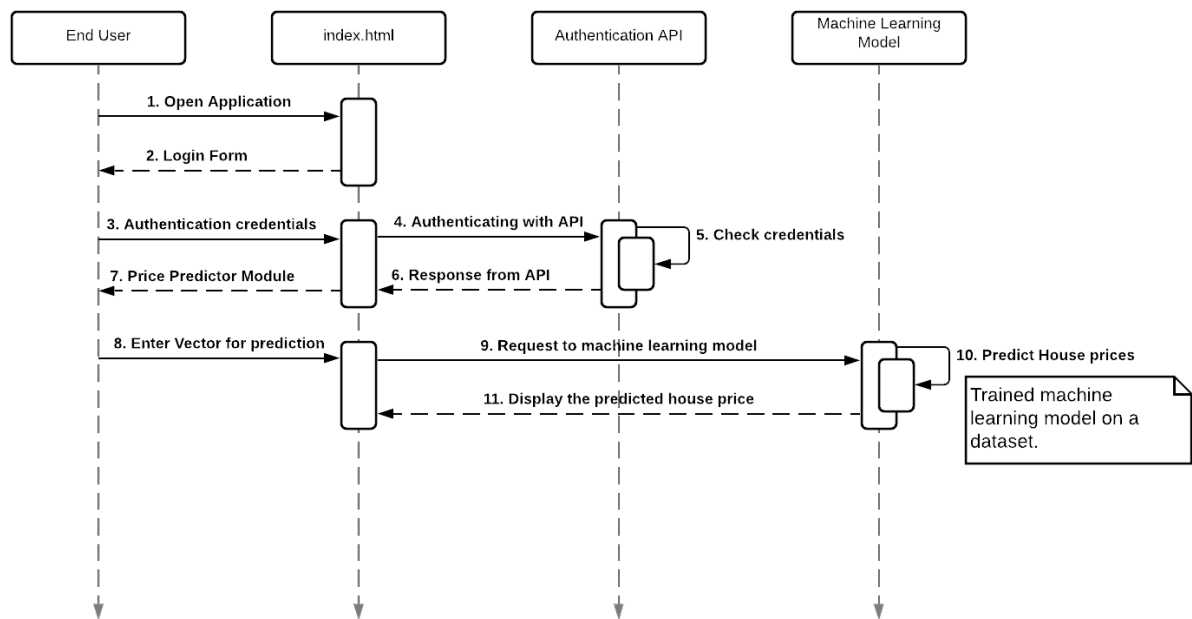 End User
index.html
Authentication API
Machine Learning
Model
1. Open Application
2. Login Form
3. Authentication credentials
4. Authenticating with API
5. Check credentials
6. Response from API
7. Price Predictor Module
8. Enter Vector for prediction
9. Request to machine learning model
10. Predict House prices
11. Display the predicted house price
Trained machine
learning model on a
dataset.